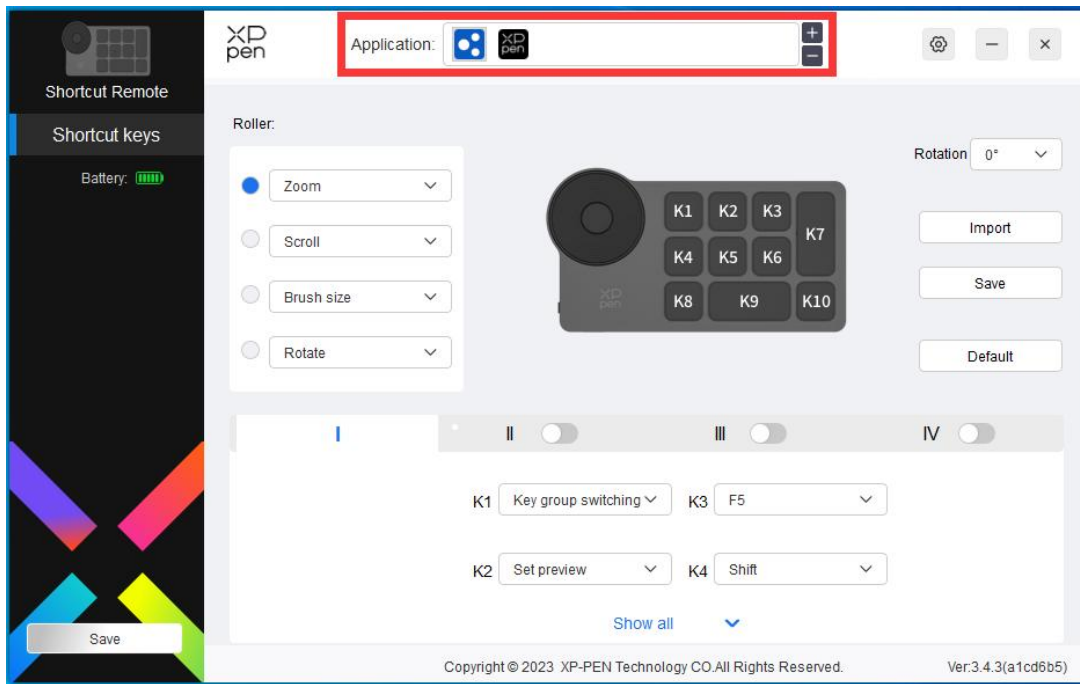 XP
pen
Application:
XP
pen
+
−
Shortcut Remote
Shortcut keys
Battery:
Roller:
Zoom
Scroll
Brush size
Rotate
K1 K2 K3
K7
K4 K5 K6
K8 K9 K10
XP
pen
Rotation 0°
Import
Save
Default
I II III IV
K1 Key group switching K3 F5
K2 Set preview K4 Shift
Show all
Save
Copyright © 2023 XP-PEN Technology CO.All Rights Reserved. Ver:3.4.3(a1cd6b5)